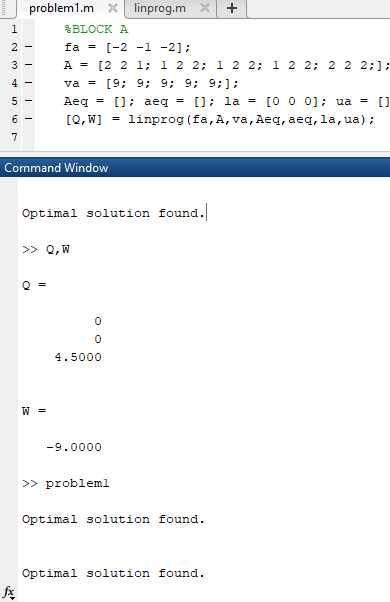 problem1.m × linprog.m × +
1 %BLOCK A
2 – fa = [-2 -1 -2];
3 – A = [2 2 1; 1 2 2; 1 2 2; 1 2 2; 2 2 2;];
4 – va = [9; 9; 9; 9; 9;];
5 – Aeq = []; aeq = []; la = [0 0 0]; ua = []
6 – [Q,W] = linprog(fa,A,va,Aeq,aeq,la,ua);
7
Command Window
Optimal solution found.
>> Q,W
Q =
0
0
4.5000
W =
-9.0000
>> problem1
Optimal solution found.
Optimal solution found.
fx